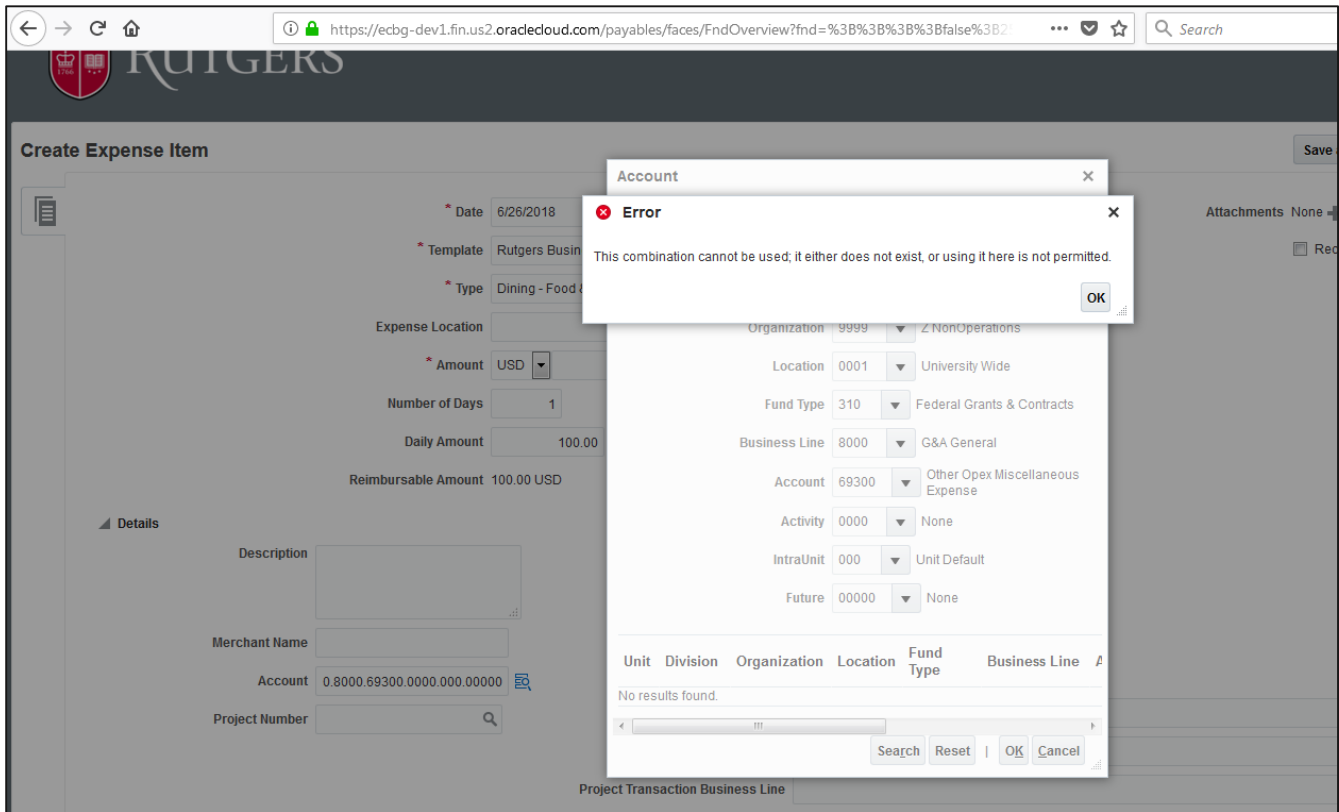 https://ecbg-dev1.fin.us2.oraclecloud.com/payables/faces/FndOverview?fnd=%3B%3B%3B%3Bfalse%3B2
Search
1766
RUTGERS
Create Expense Item
Save
Account
* Date 6/26/2018
Error
Attachments None
* Template Rutgers Busin
This combination cannot be used; it either does not exist, or using it here is not permitted.
* Type Dining - Food &
OK
Expense Location
Organization 9999 Z NonOperations
* Amount USD
Location 0001 University Wide
Number of Days 1
Fund Type 310 Federal Grants & Contracts
Daily Amount 100.00
Business Line 8000 G&A General
Reimbursable Amount 100.00 USD
Account 69300 Other Opex Miscellaneous
Expense
Details
Activity 0000 None
Description
IntraUnit 000 Unit Default
Future 00000 None
Merchant Name
Unit Division Organization Location Fund Type Business Line
Account 0.8000.69300.0000.000.00000
No results found.
Project Number
Search Reset | OK Cancel
Project Transaction Business Line